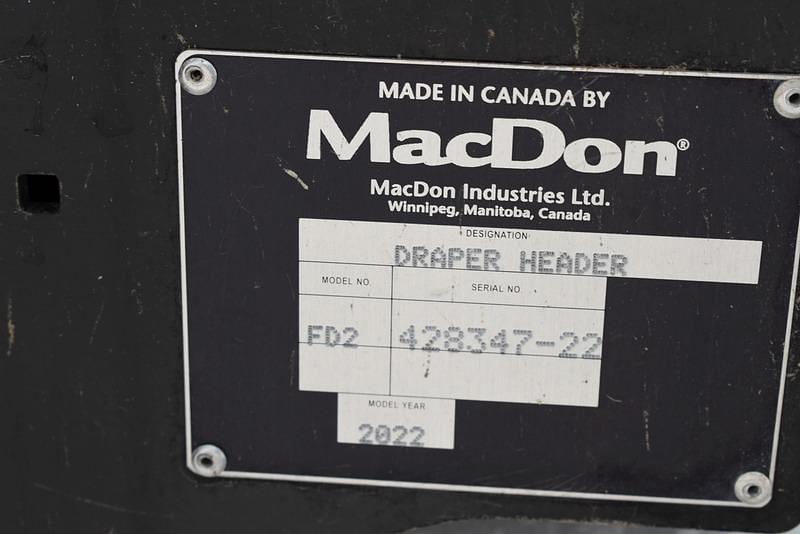 MADE IN CANADA BY
MacDon®
MacDon Industries Ltd.
Winnipeg, Manitoba, Canada
DESIGNATION
DRAPER HEADER
MODEL NO. SERIAL NO.
FD2 428347-22
MODEL YEAR
2022